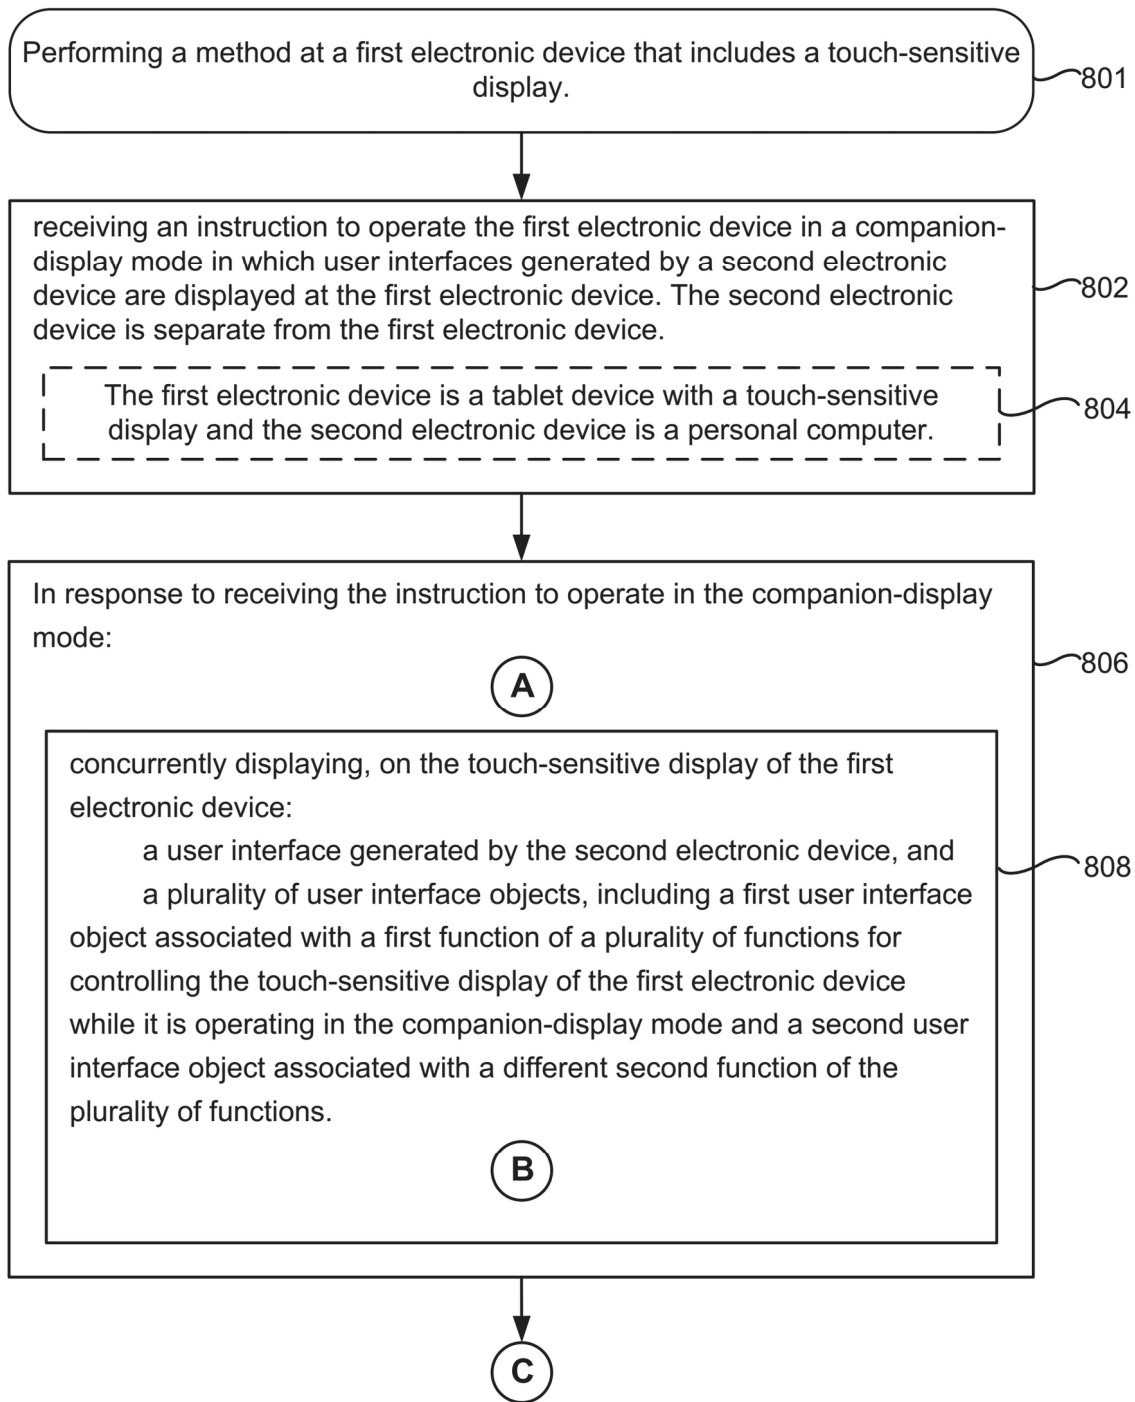 Performing a method at a first electronic device that includes a touch-sensitive
display.
801
receiving an instruction to operate the first electronic device in a companion-
display mode in which user interfaces generated by a second electronic
device are displayed at the first electronic device. The second electronic
device is separate from the first electronic device.
802
The first electronic device is a tablet device with a touch-sensitive
display and the second electronic device is a personal computer.
804
In response to receiving the instruction to operate in the companion-display
mode:
806
A
concurrently displaying, on the touch-sensitive display of the first
electronic device:
a user interface generated by the second electronic device, and
a plurality of user interface objects, including a first user interface
object associated with a first function of a plurality of functions for
controlling the touch-sensitive display of the first electronic device
while it is operating in the companion-display mode and a second user
interface object associated with a different second function of the
plurality of functions.
808
B
C